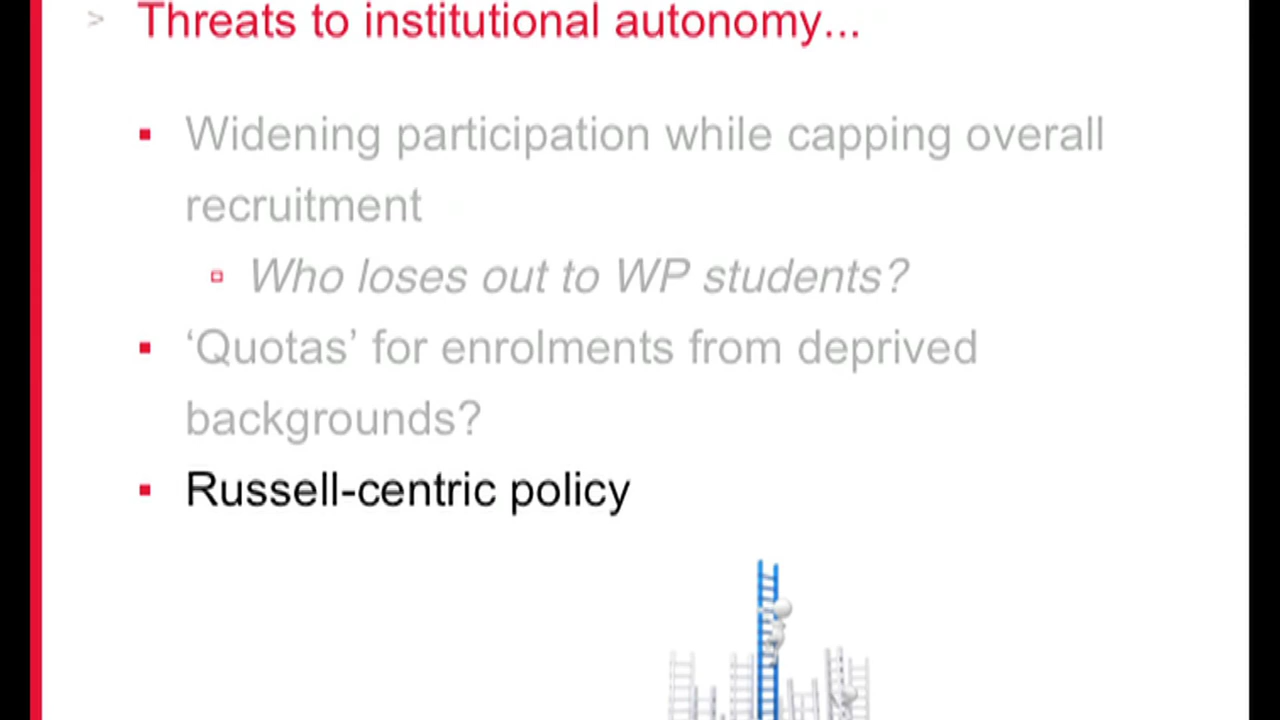 > Threats to institutional autonomy...
▪ Widening participation while capping overall
recruitment
▫ Who loses out to WP students?
▪ ‘Quotas’ for enrolments from deprived
backgrounds?
▪ Russell-centric policy